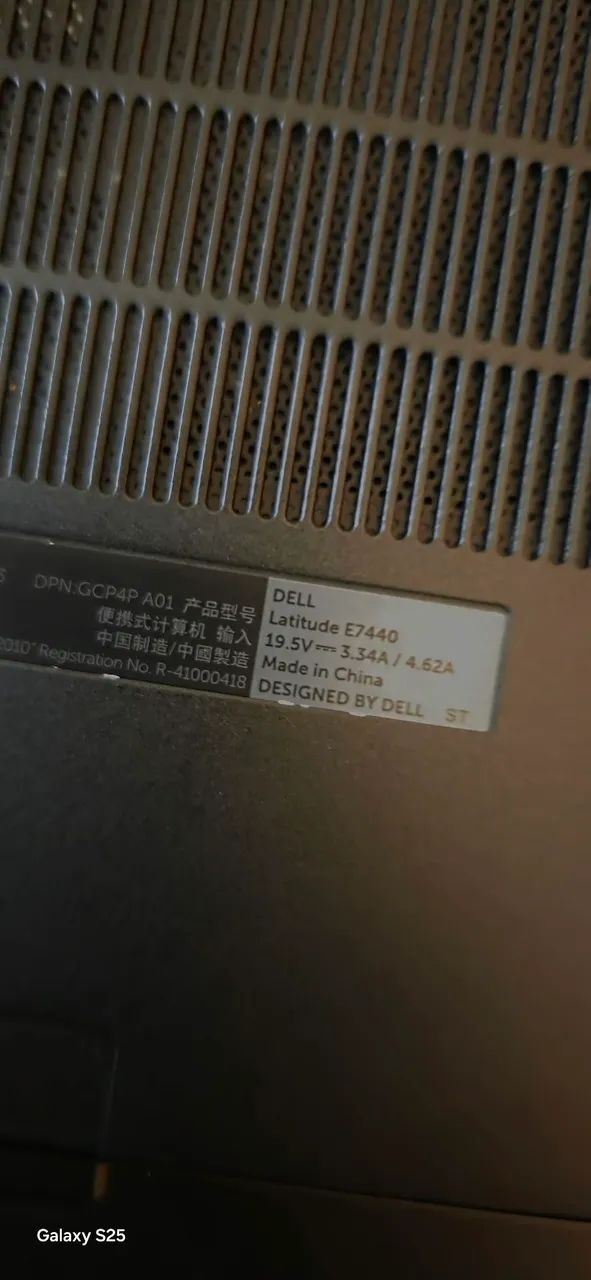 DPN:GCP4P A01 产品型号
便携式计算机 输入
中国制造/中國製造
2010" Registration No. R-41000418
DELL
Latitude E7440
19.5V⎓ 3.34A / 4.62A
Made in China
DESIGNED BY DELL ST
Galaxy S25